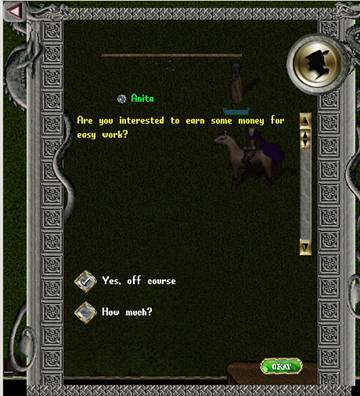 Anita
Are you interested to earn some money for
easy work?
Yes, off course
How much?
OKAY